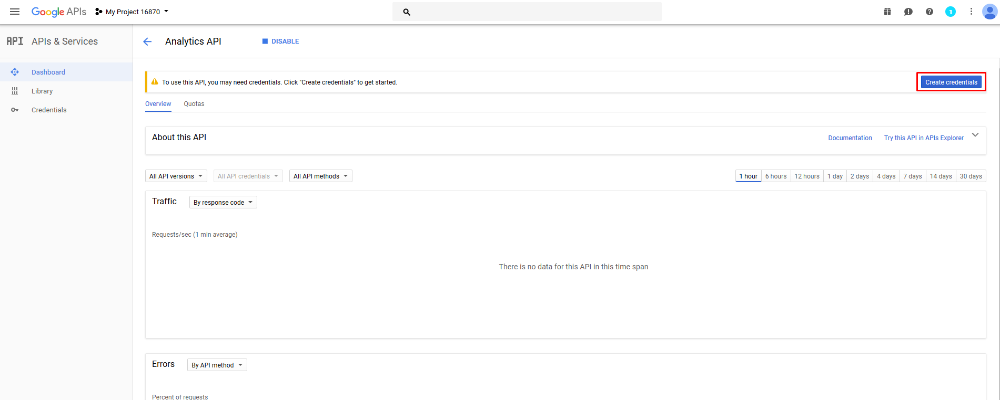 Google APIs My Project 16870 1
API APIs & Services
Analytics API DISABLE
Dashboard
Library
Credentials
To use this API, you may need credentials. Click "Create credentials" to get started. Create credentials
Overview Quotas
About this API Documentation Try this API in APIs Explorer
All API versions All API credentials All API methods 1 hour 6 hours 12 hours 1 day 2 days 4 days 7 days 14 days 30 days
Traffic By response code
Requests/sec (1 min average)
There is no data for this API in this time span
Errors By API method
Percent of requests